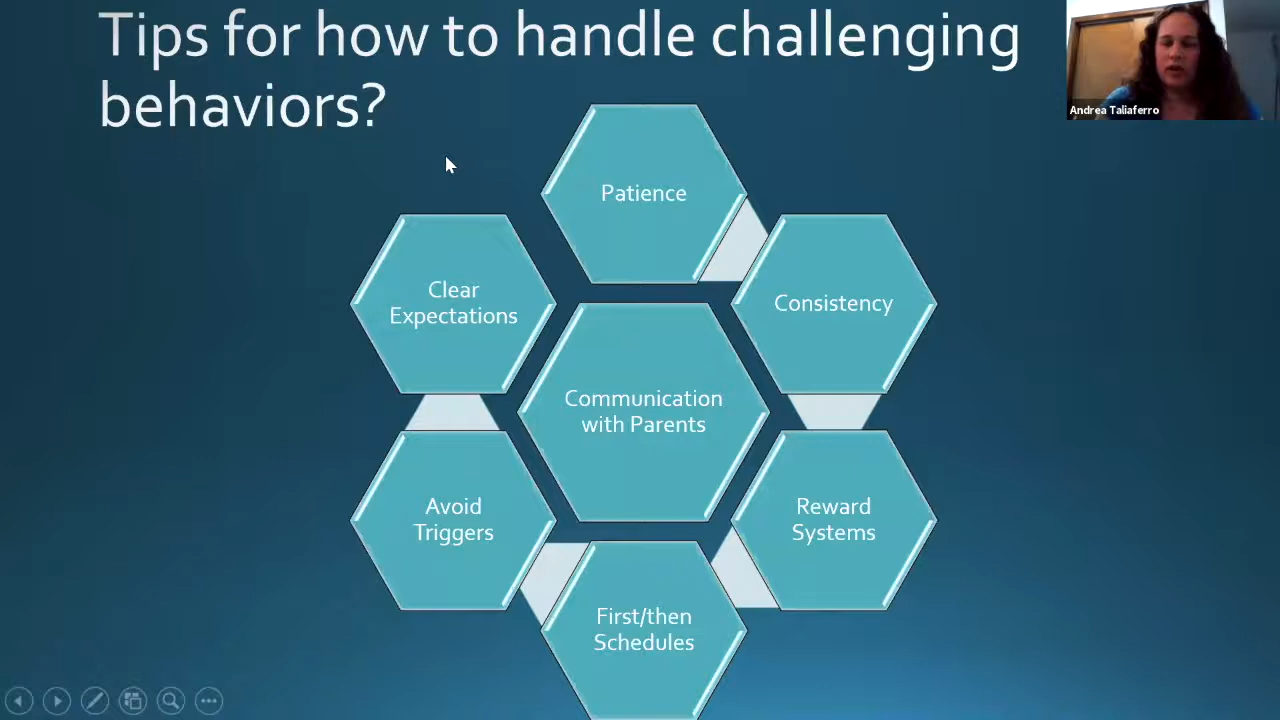 Tips for how to handle challenging
behaviors?
Andrea Taliaferro
Patience
Clear
Expectations
Consistency
Communication
with Parents
Avoid
Triggers
Reward
Systems
First/then
Schedules